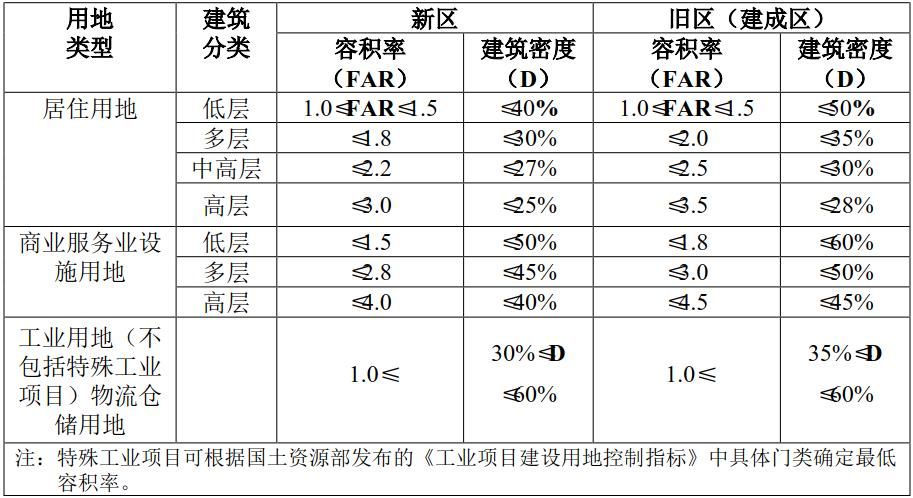 用地 建筑 新区 旧区（建成区）
类型 分类 容积率 建筑密度 容积率 建筑密度
（FAR） （D） （FAR） （D）
居住用地 低层 1.0≤FAR≤1.5 ≤40% 1.0≤FAR≤1.5 ≤50%
多层 ≤1.8 ≤30% ≤2.0 ≤35%
中高层 ≤2.2 ≤27% ≤2.5 ≤30%
高层 ≤3.0 ≤25% ≤3.5 ≤28%
商业服务业设 低层 ≤1.5 ≤50% ≤1.8 ≤60%
施用地 多层 ≤2.8 ≤45% ≤3.0 ≤50%
高层 ≤4.0 ≤40% ≤4.5 ≤45%
工业用地（不
包括特殊工业 30%≤D 35%≤D
项目）物流仓 1.0≤ ≤60% 1.0≤ ≤60%
储用地
注：特殊工业项目可根据国土资源部发布的《工业项目建设用地控制指标》中具体门类确定最低
容积率。